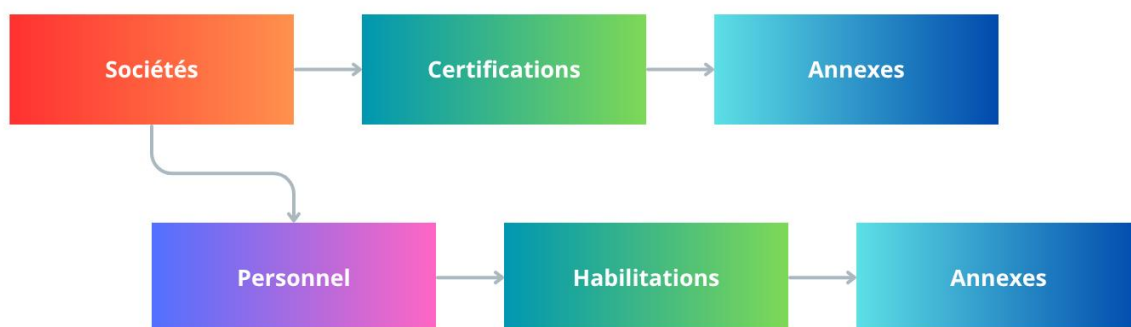 Sociétés
Certifications
Annexes
Personnel
Habilitations
Annexes